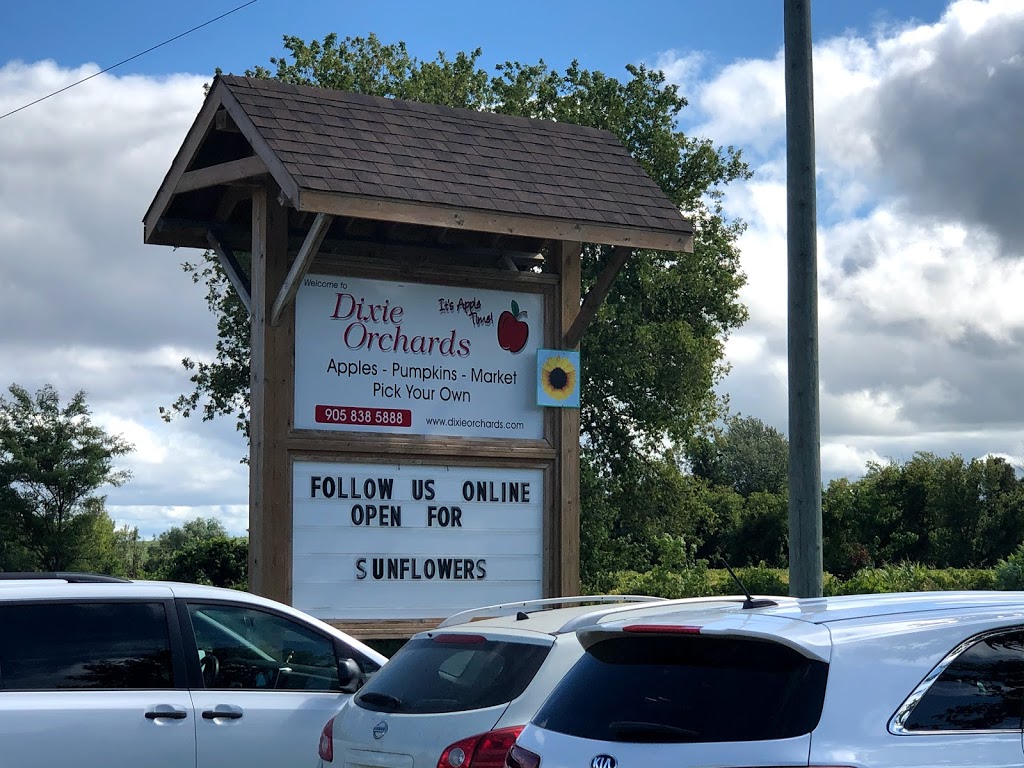 Welcome to
Dixie
Orchards
It's Apple
Time!
Apples - Pumpkins - Market
Pick Your Own
905 838 5888
www.dixieorchards.com
FOLLOW US ONLINE
OPEN FOR
SUNFLOWERS
KIA